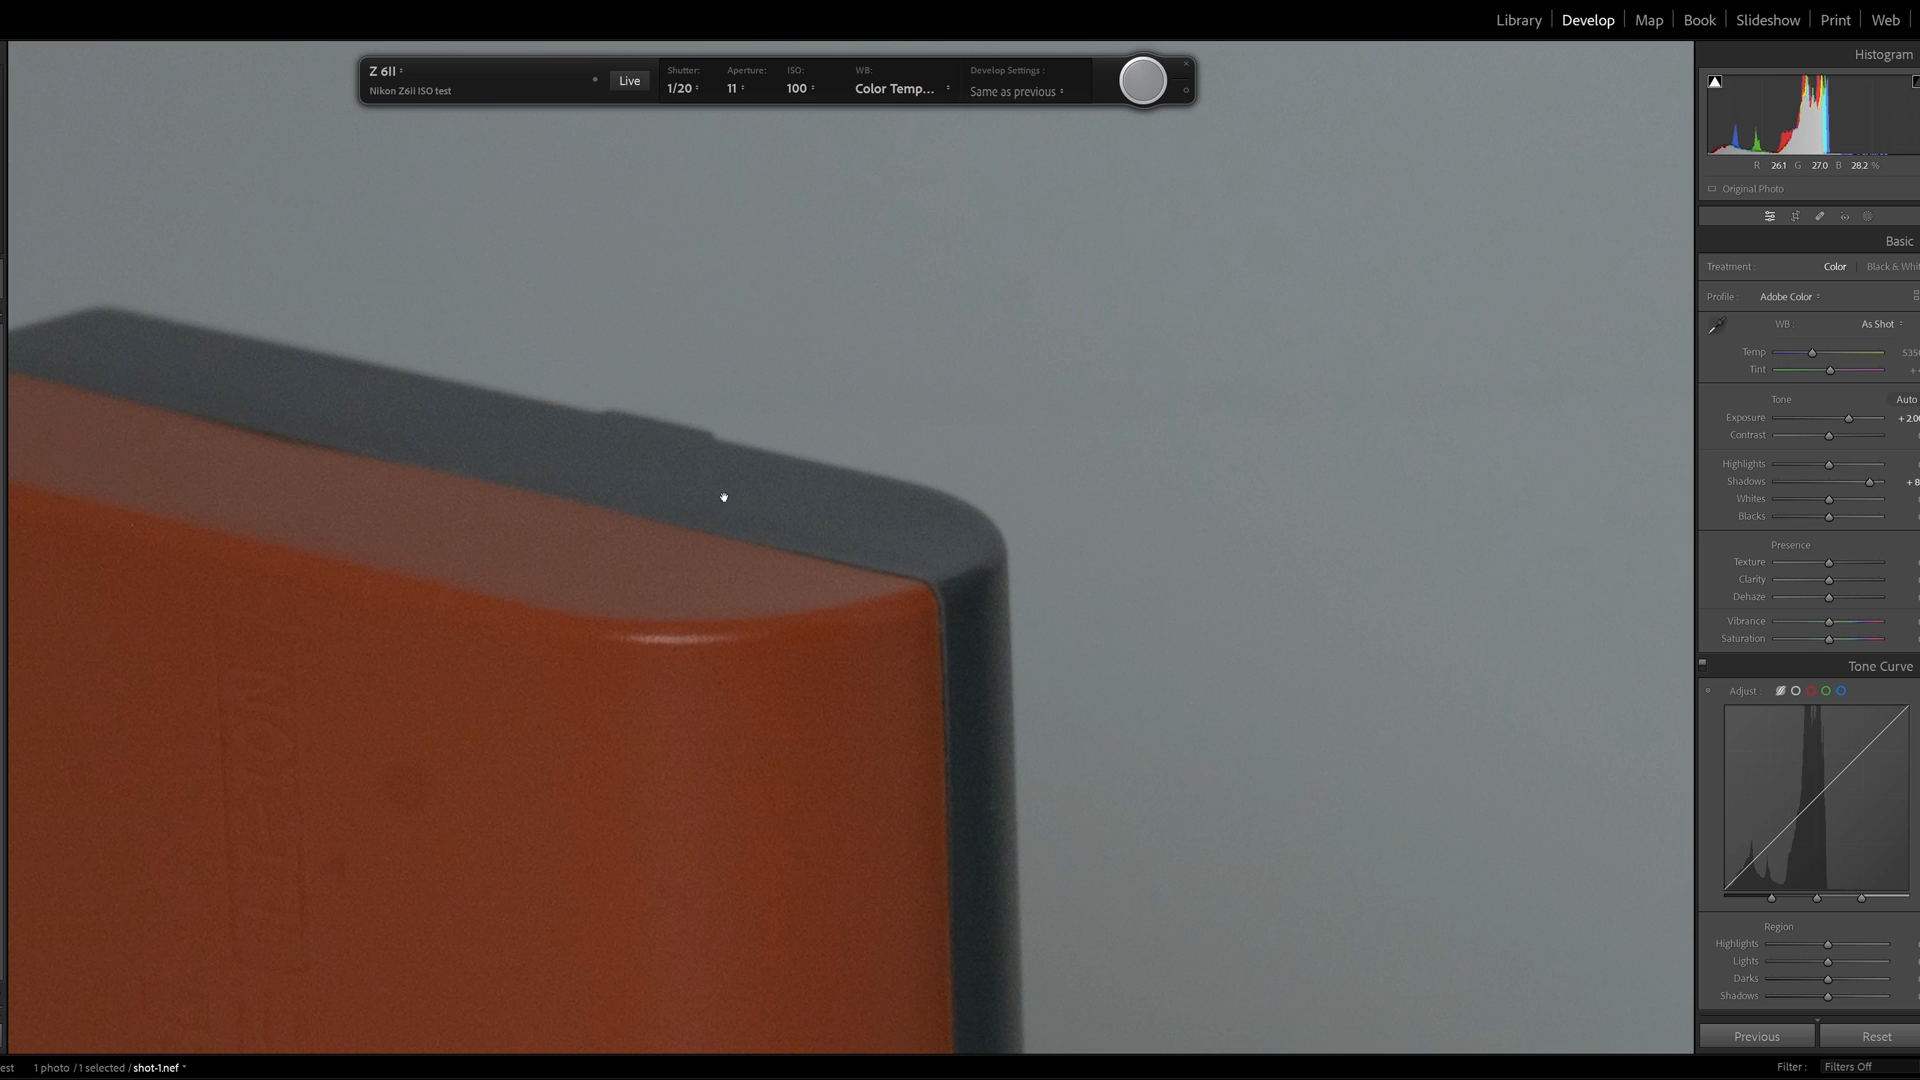 Library | Develop | Map | Book | Slideshow | Print | Web |
Z 6II
Nikon Z6ii ISO test
Live
Shutter: Aperture: ISO: WB: Develop Settings :
1/20 11 100 Color Temp... Same as previous
Histogram
R 26.1 G 27.0 B 28.2 %
Original Photo
Basic
Treatment : Color
Profile : Adobe Color
WB : As Shot
Temp
Tint
Tone Auto
Exposure
Contrast
Highlights
Shadows
Whites
Blacks
Presence
Texture
Clarity
Dehaze
Vibrance
Saturation
Tone Curve
Adjust :
Region
Highlights
Lights
Darks
Shadows
Previous Reset
1 photo / 1 selected / shot-1.nef
Filter : Filters Off